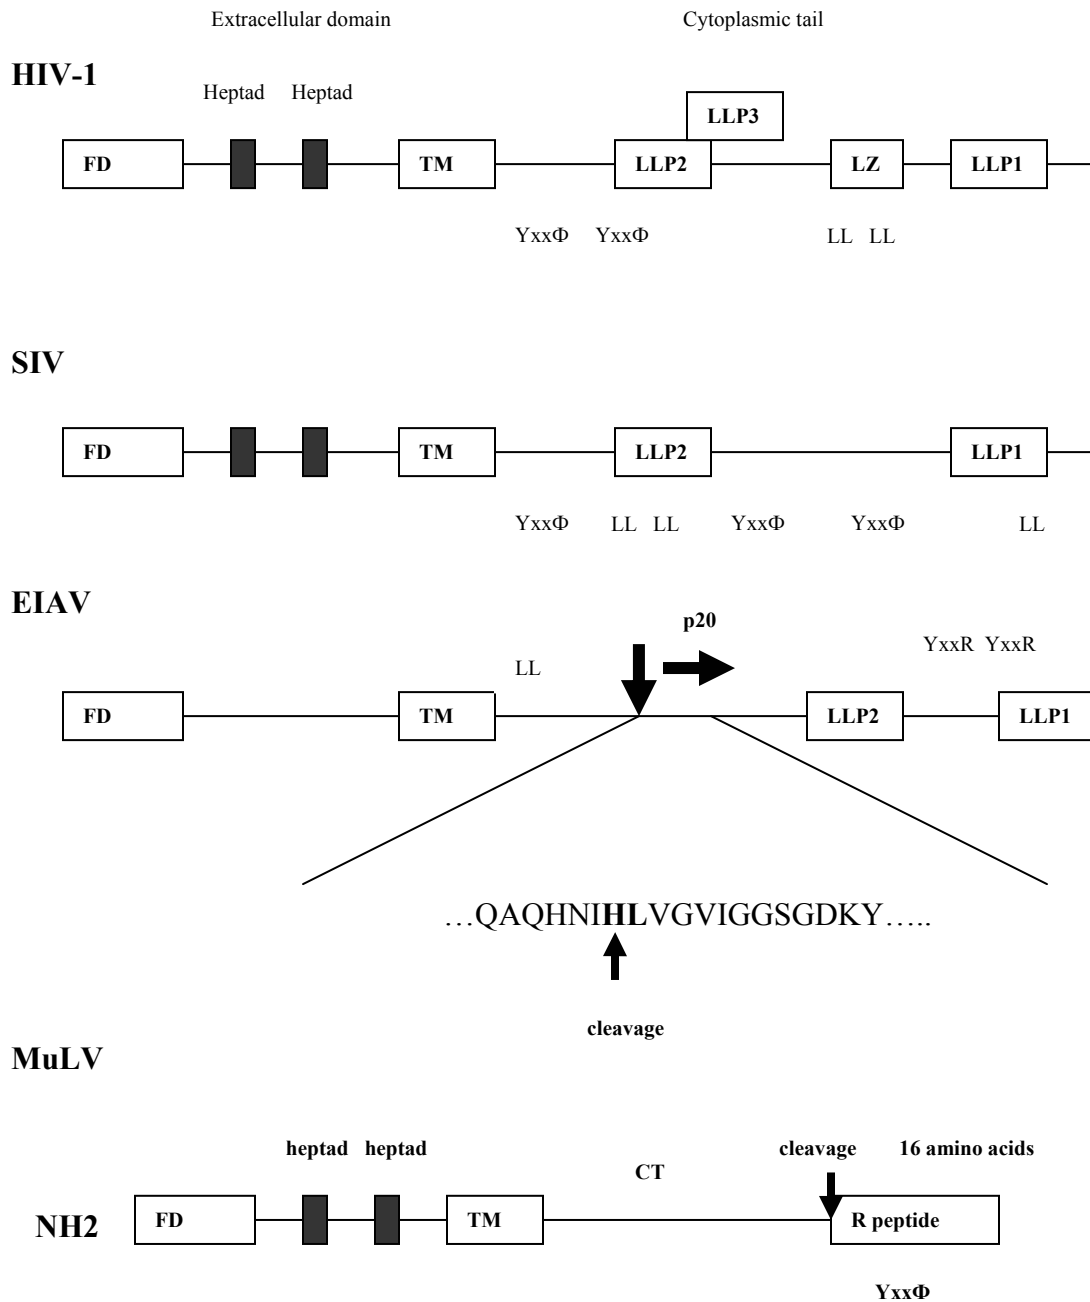 Extracellular domain Cytoplasmic tail
HIV-1
Heptad Heptad
LLP3
FD TM LLP2 LZ LLP1
YxxΦ YxxΦ LL LL
SIV
FD TM LLP2 LLP1
YxxΦ LL LL YxxΦ YxxΦ LL
EIAV
p20
YxxR YxxR
LL
FD TM LLP2 LLP1
…QAQHNIHLVGVIGGSGDKY…..
cleavage
MuLV
heptad heptad cleavage 16 amino acids
CT
NH2 FD TM R peptide
YxxΦ